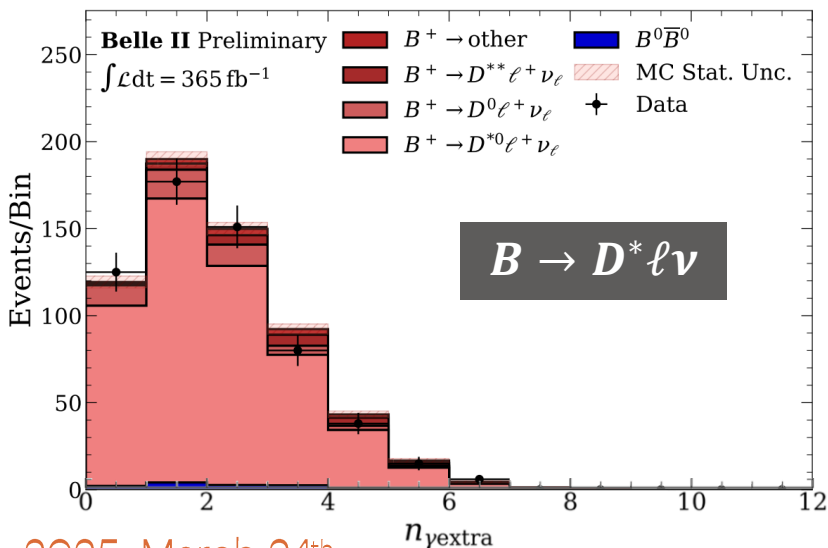 Belle II Preliminary
∫ℒdt = 365 fb⁻¹
B⁺ → other
B⁺ → D**ℓ⁺ν_ℓ
B⁺ → D⁰ℓ⁺ν_ℓ
B⁺ → D*⁰ℓ⁺ν_ℓ
B⁰B̅⁰
MC Stat. Unc.
Data
B → D*ℓν
Events/Bin
250
200
150
100
50
0
0 2 4 6 8 10 12
n_γextra